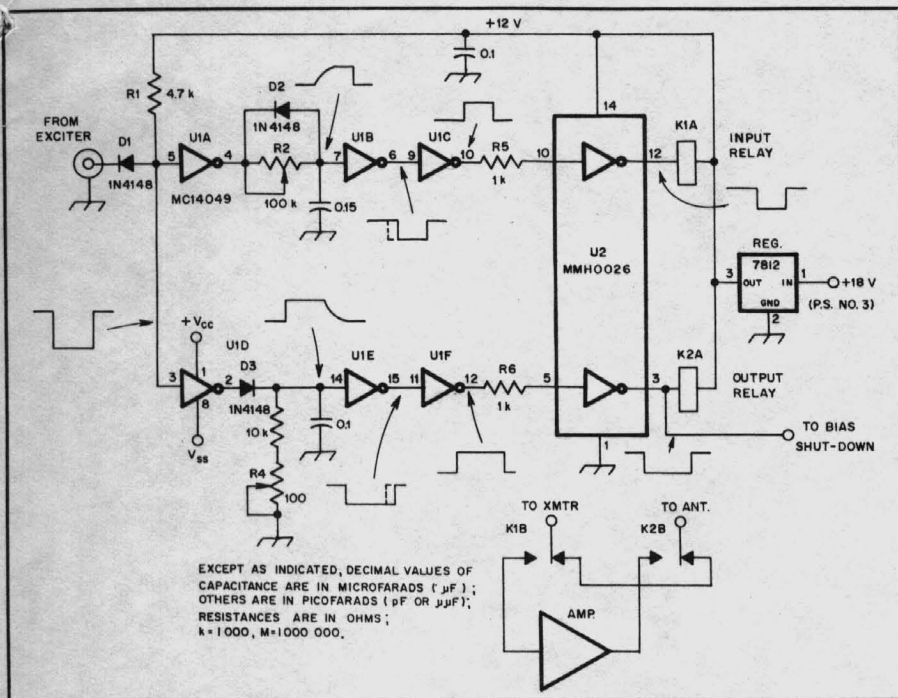 +12 V
0.1
R1
4.7 k
FROM
EXCITER
D1
1N4148
5
U1A
4
MC14049
D2
1N4148
R2
100 k
0.15
7
U1B
6
9
U1C
10
R5
1 k
10
14
12
K1A
INPUT
RELAY
U2
MMH0026
REG.
7812
3
OUT
IN
1
GND
2
+18 V
(P.S. NO. 3)
+ VCC
U1D
3
1
2
8
VSS
D3
1N4148
10 k
R4
100
0.1
14
U1E
15
11
U1F
12
R6
1 k
5
3
1
K2A
OUTPUT
RELAY
TO BIAS
SHUT-DOWN
TO XMTR
K1B
TO ANT.
K2B
AMP.
EXCEPT AS INDICATED, DECIMAL VALUES OF
CAPACITANCE ARE IN MICROFARADS ( µF ) ;
OTHERS ARE IN PICOFARADS ( pF OR µµF);
RESISTANCES ARE IN OHMS ;
k = 1000, M = 1000 000.